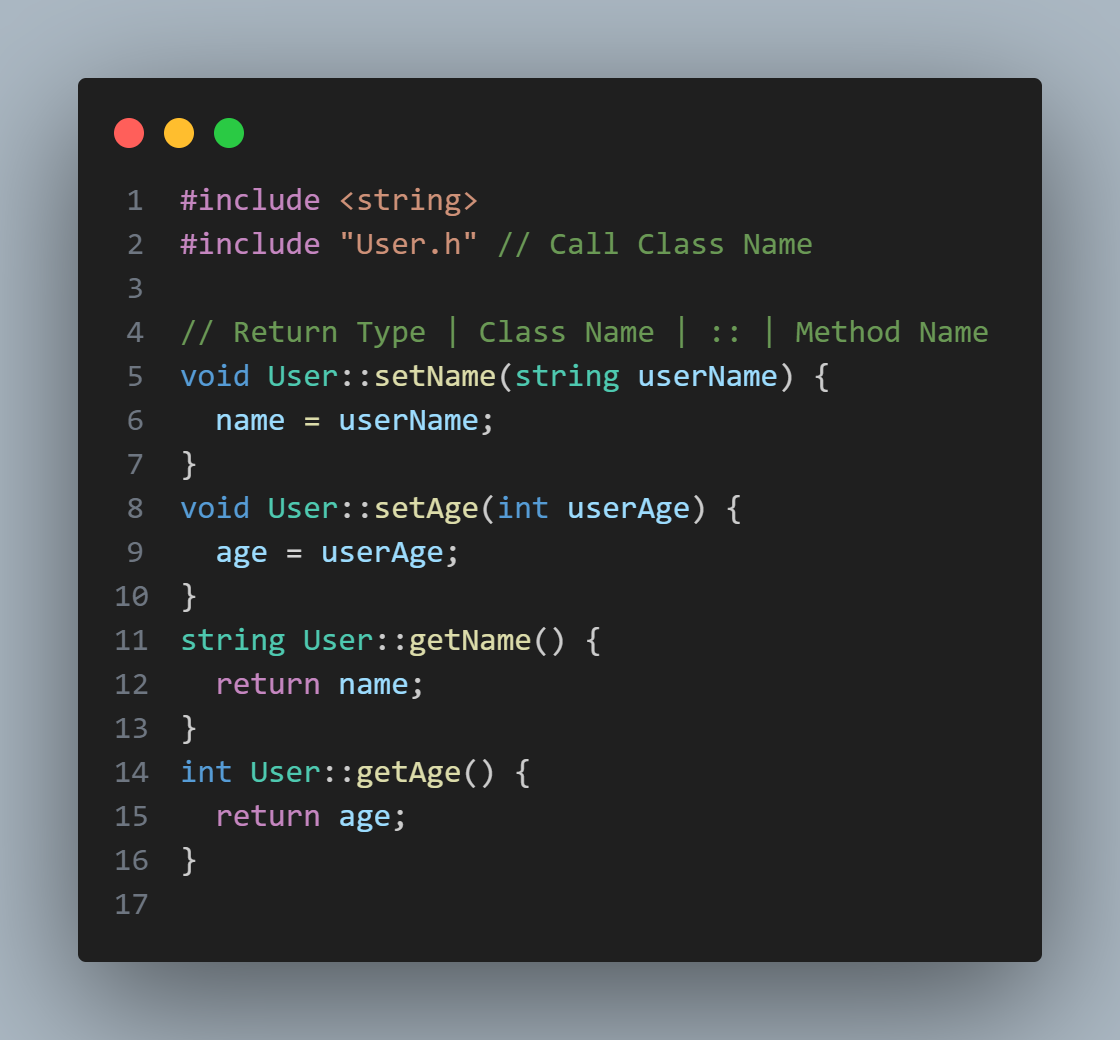 1 #include <string>
2 #include "User.h" // Call Class Name
3
4 // Return Type | Class Name | :: | Method Name
5 void User::setName(string userName) {
6   name = userName;
7 }
8 void User::setAge(int userAge) {
9   age = userAge;
10 }
11 string User::getName() {
12   return name;
13 }
14 int User::getAge() {
15   return age;
16 }
17